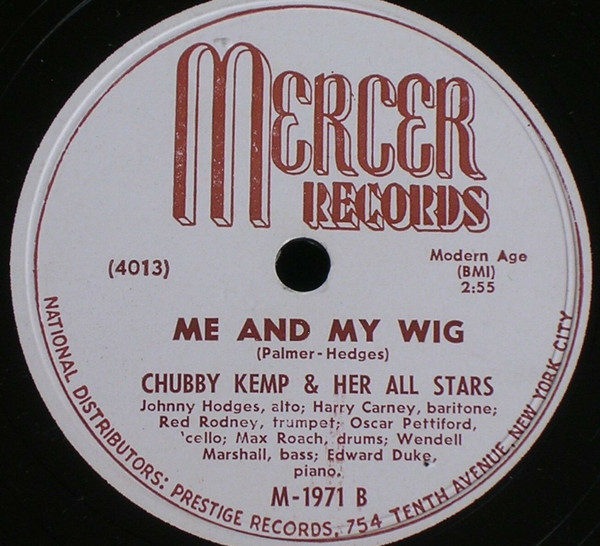 MERCER
RECORDS
(4013)
Modern Age
(BMI)
2:55
ME AND MY WIG
(Palmer-Hedges)
CHUBBY KEMP & HER ALL STARS
Johnny Hodges, alto; Harry Carney, baritone;
Red Rodney, trumpet; Oscar Pettiford,
'cello; Max Roach, drums; Wendell
Marshall, bass; Edward Duke,
piano.
M-1971 B
NATIONAL DISTRIBUTORS: PRESTIGE RECORDS, 754 TENTH AVENUE, NEW YORK CITY